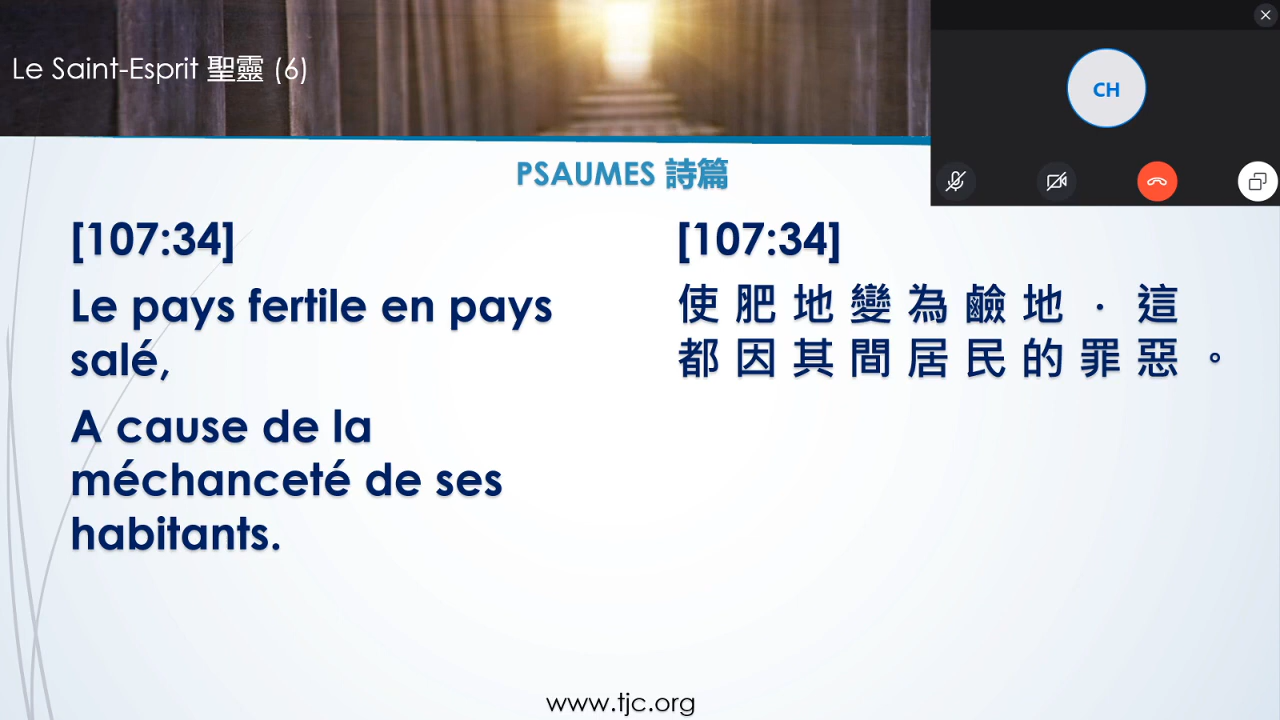 Le Saint-Esprit 聖靈 (6)
CH
PSAUMES 詩篇
[107:34]
Le pays fertile en pays
salé,
A cause de la
méchanceté de ses
habitants.
[107:34]
使肥地變為鹼地．這
都因其間居民的罪惡。
www.tjc.org